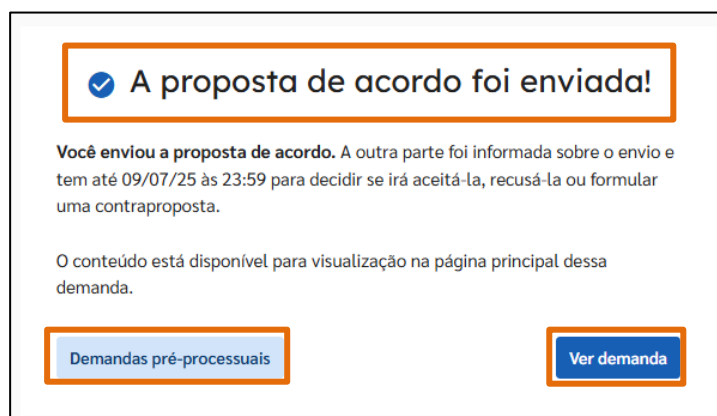 A proposta de acordo foi enviada!
Você enviou a proposta de acordo. A outra parte foi informada sobre o envio e
tem até 09/07/25 às 23:59 para decidir se irá aceitá-la, recusá-la ou formular
uma contraproposta.
O conteúdo está disponível para visualização na página principal dessa
demanda.
Demandas pré-processuais
Ver demanda